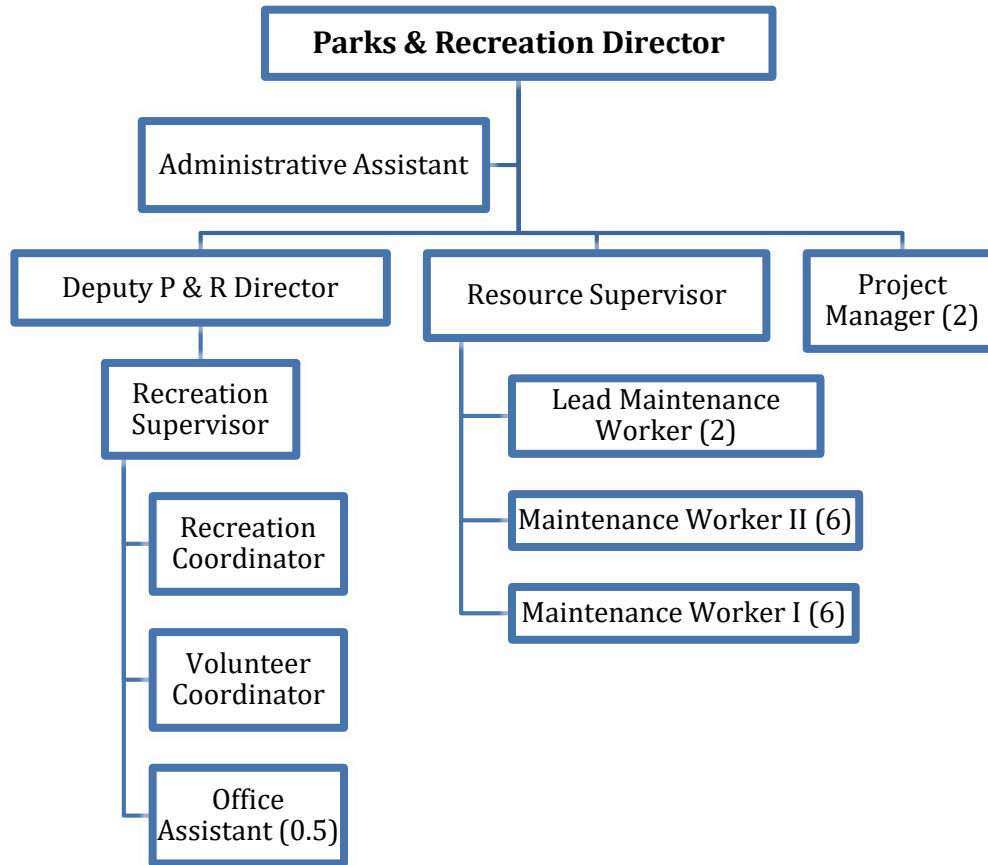 Parks & Recreation Director
Administrative Assistant
Deputy P & R Director
Resource Supervisor
Project
Manager (2)
Recreation
Supervisor
Lead Maintenance
Worker (2)
Recreation
Coordinator
Maintenance Worker II (6)
Maintenance Worker I (6)
Volunteer
Coordinator
Office
Assistant (0.5)